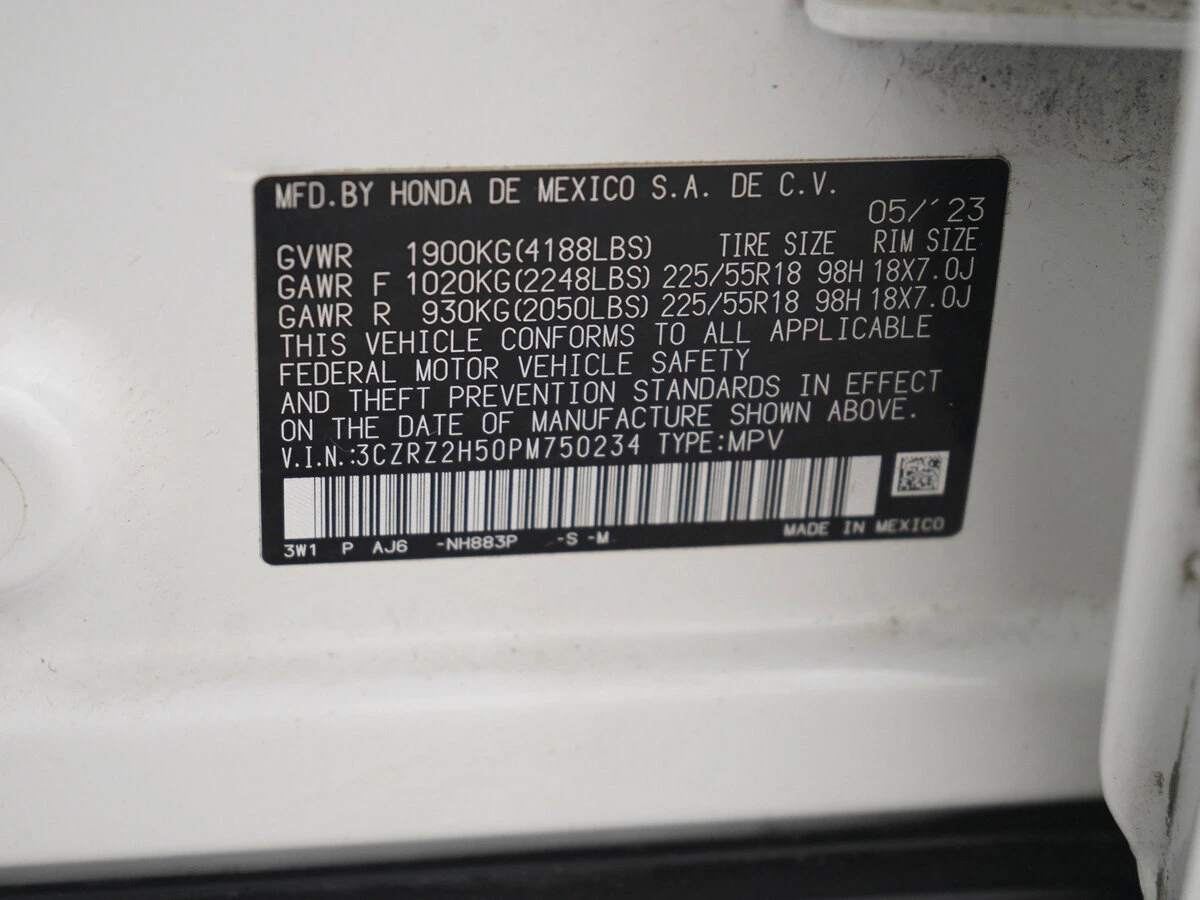 MFD.BY HONDA DE MEXICO S.A. DE C.V.
05/´23
GVWR 1900KG(4188LBS) TIRE SIZE RIM SIZE
GAWR F 1020KG(2248LBS) 225/55R18 98H 18X7.0J
GAWR R 930KG(2050LBS) 225/55R18 98H 18X7.0J
THIS VEHICLE CONFORMS TO ALL APPLICABLE
FEDERAL MOTOR VEHICLE SAFETY
AND THEFT PREVENTION STANDARDS IN EFFECT
ON THE DATE OF MANUFACTURE SHOWN ABOVE.
V.I.N.:3CZRZ2H50PM750234 TYPE:MPV
3W1 P AJ6 -NH883P -S -M MADE IN MEXICO